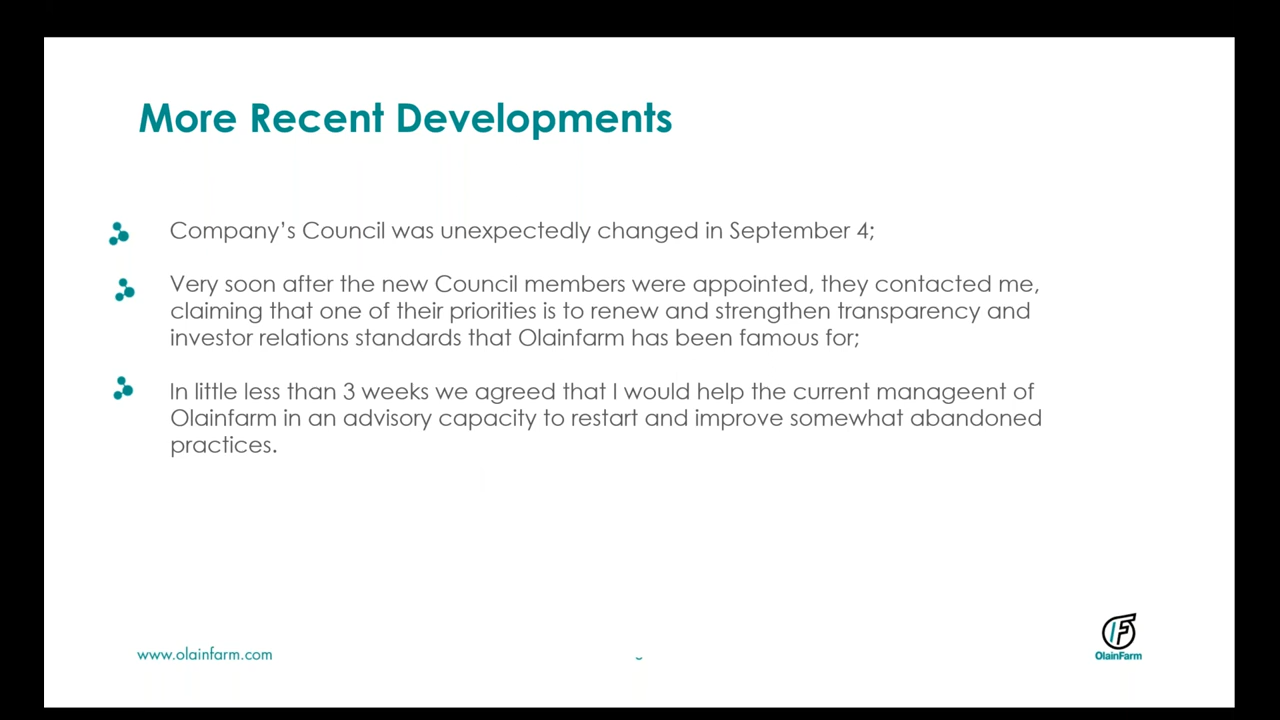 More Recent Developments
Company's Council was unexpectedly changed in September 4;
Very soon after the new Council members were appointed, they contacted me,
claiming that one of their priorities is to renew and strengthen transparency and
investor relations standards that Olainfarm has been famous for;
In little less than 3 weeks we agreed that I would help the current manageent of
Olainfarm in an advisory capacity to restart and improve somewhat abandoned
practices.
www.olainfarm.com
OlainFarm